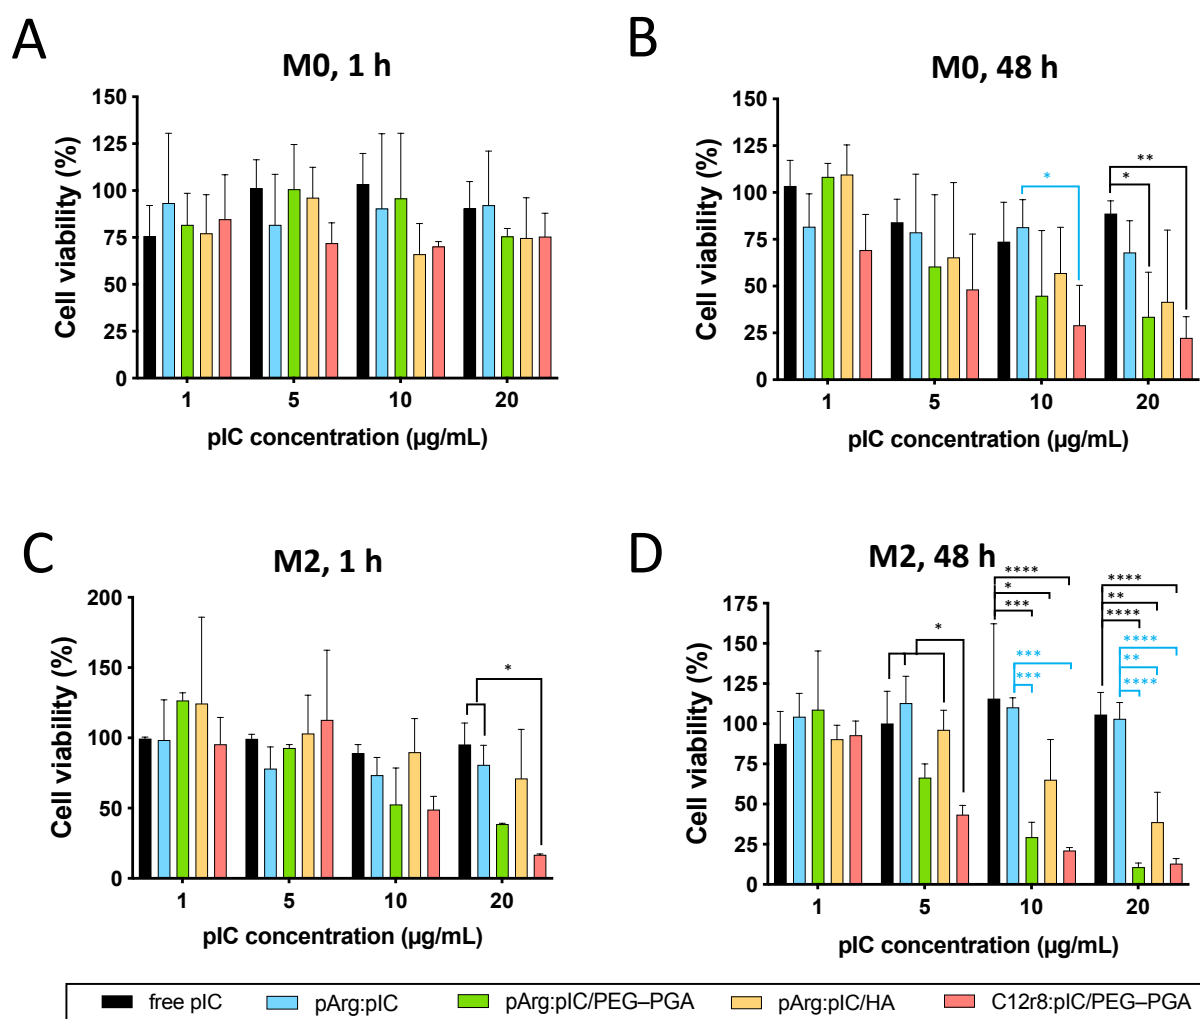 A
M0, 1 h
150
125
100
75
50
25
0
Cell viability (%)
1 5 10 20
pIC concentration (µg/mL)
B
M0, 48 h
150
125
100
75
50
25
0
Cell viability (%)
*
**
*
1 5 10 20
pIC concentration (µg/mL)
C
M2, 1 h
200
150
100
50
0
Cell viability (%)
*
1 5 10 20
pIC concentration (µg/mL)
D
M2, 48 h
175
150
125
100
75
50
25
0
Cell viability (%)
*
****
*
***
***
***
****
**
****
****
**
****
1 5 10 20
pIC concentration (µg/mL)
free pIC pArg:pIC pArg:pIC/PEG–PGA pArg:pIC/HA C12r8:pIC/PEG–PGA